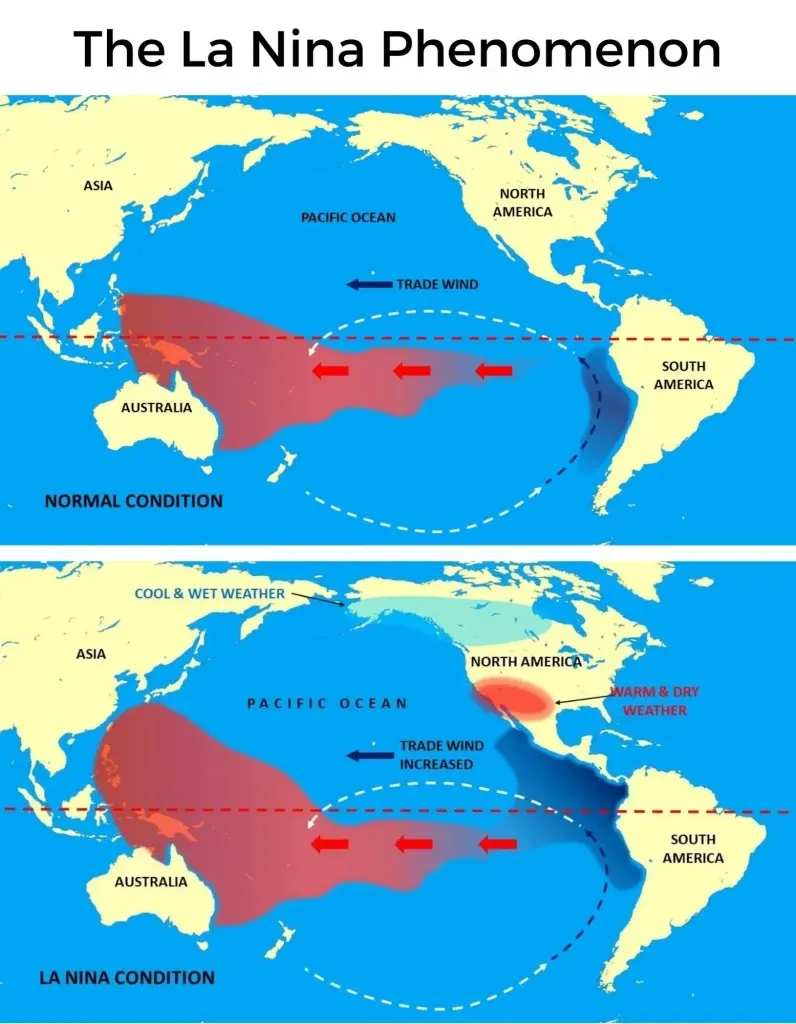 The La Nina Phenomenon
ASIA
NORTH
AMERICA
PACIFIC OCEAN
TRADE WIND
SOUTH
AMERICA
AUSTRALIA
NORMAL CONDITION
COOL & WET WEATHER
ASIA
NORTH AMERICA
WARM & DRY
WEATHER
PACIFIC OCEAN
TRADE WIND
INCREASED
SOUTH
AMERICA
AUSTRALIA
LA NINA CONDITION